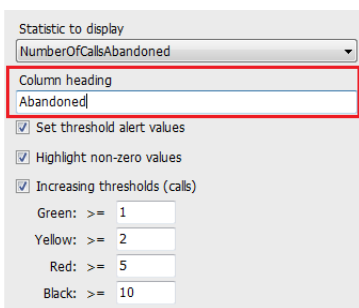 Statistic to display
NumberOfCallsAbandoned
Column heading
Abandoned
Set threshold alert values
Highlight non-zero values
Increasing thresholds (calls)
Green: >= 1
Yellow: >= 2
Red: >= 5
Black: >= 10